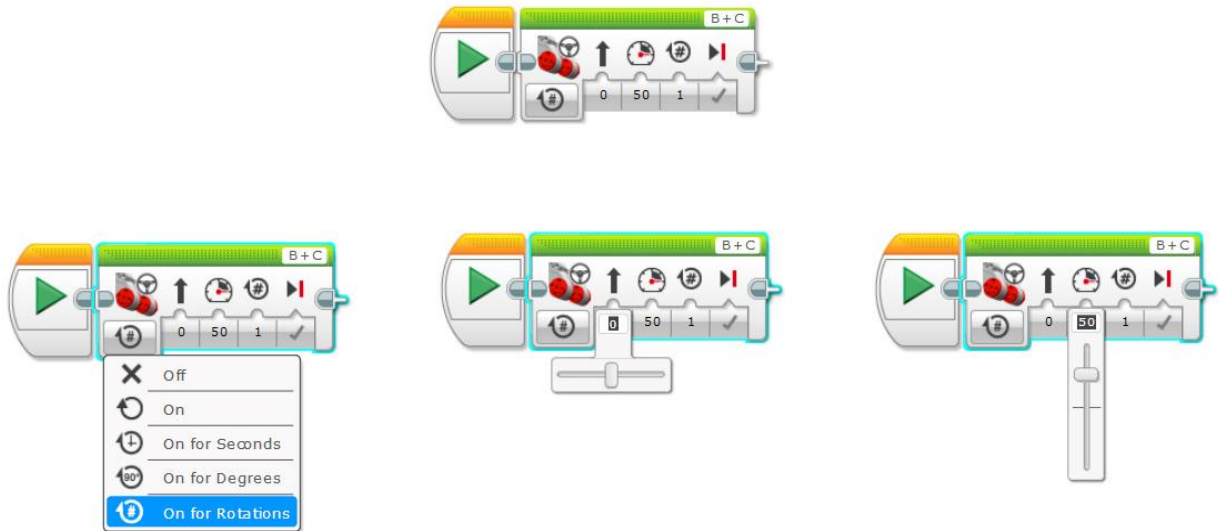 B+C
0 50 1
B+C
0 50 1
Off
On
On for Seconds
90°
On for Degrees
On for Rotations
B+C
0 50 1
B+C
0 50 1